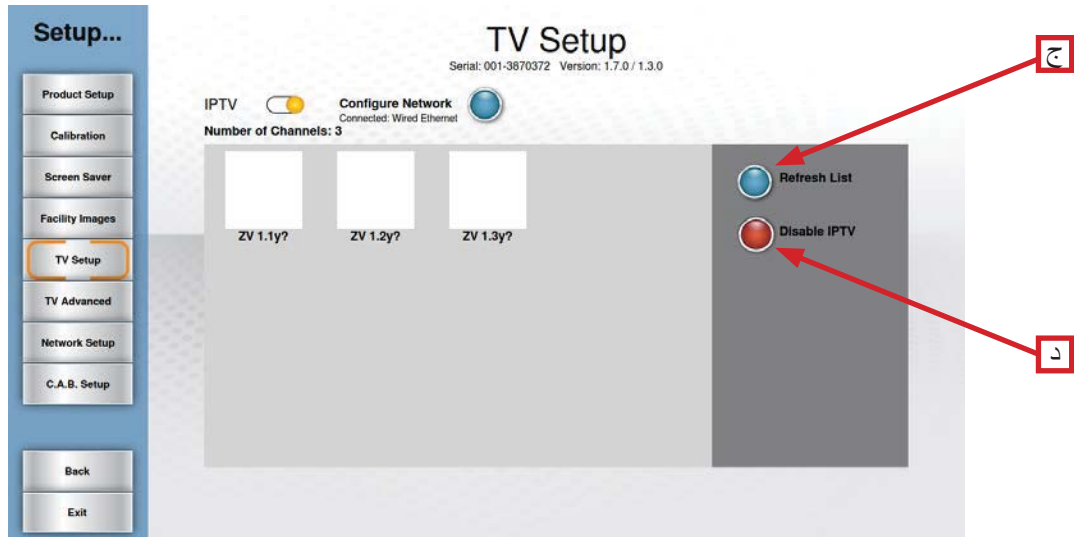 Setup...
Product Setup
Calibration
Screen Saver
Facility Images
TV Setup
TV Advanced
Network Setup
C.A.B. Setup
Back
Exit
TV Setup
Serial: 001-3870372 Version: 1.7.0 / 1.3.0
IPTV
Configure Network
Connected: Wired Ethernet
Number of Channels: 3
ZV 1.1y? ZV 1.2y? ZV 1.3y?
Refresh List
Disable IPTV
ج
د